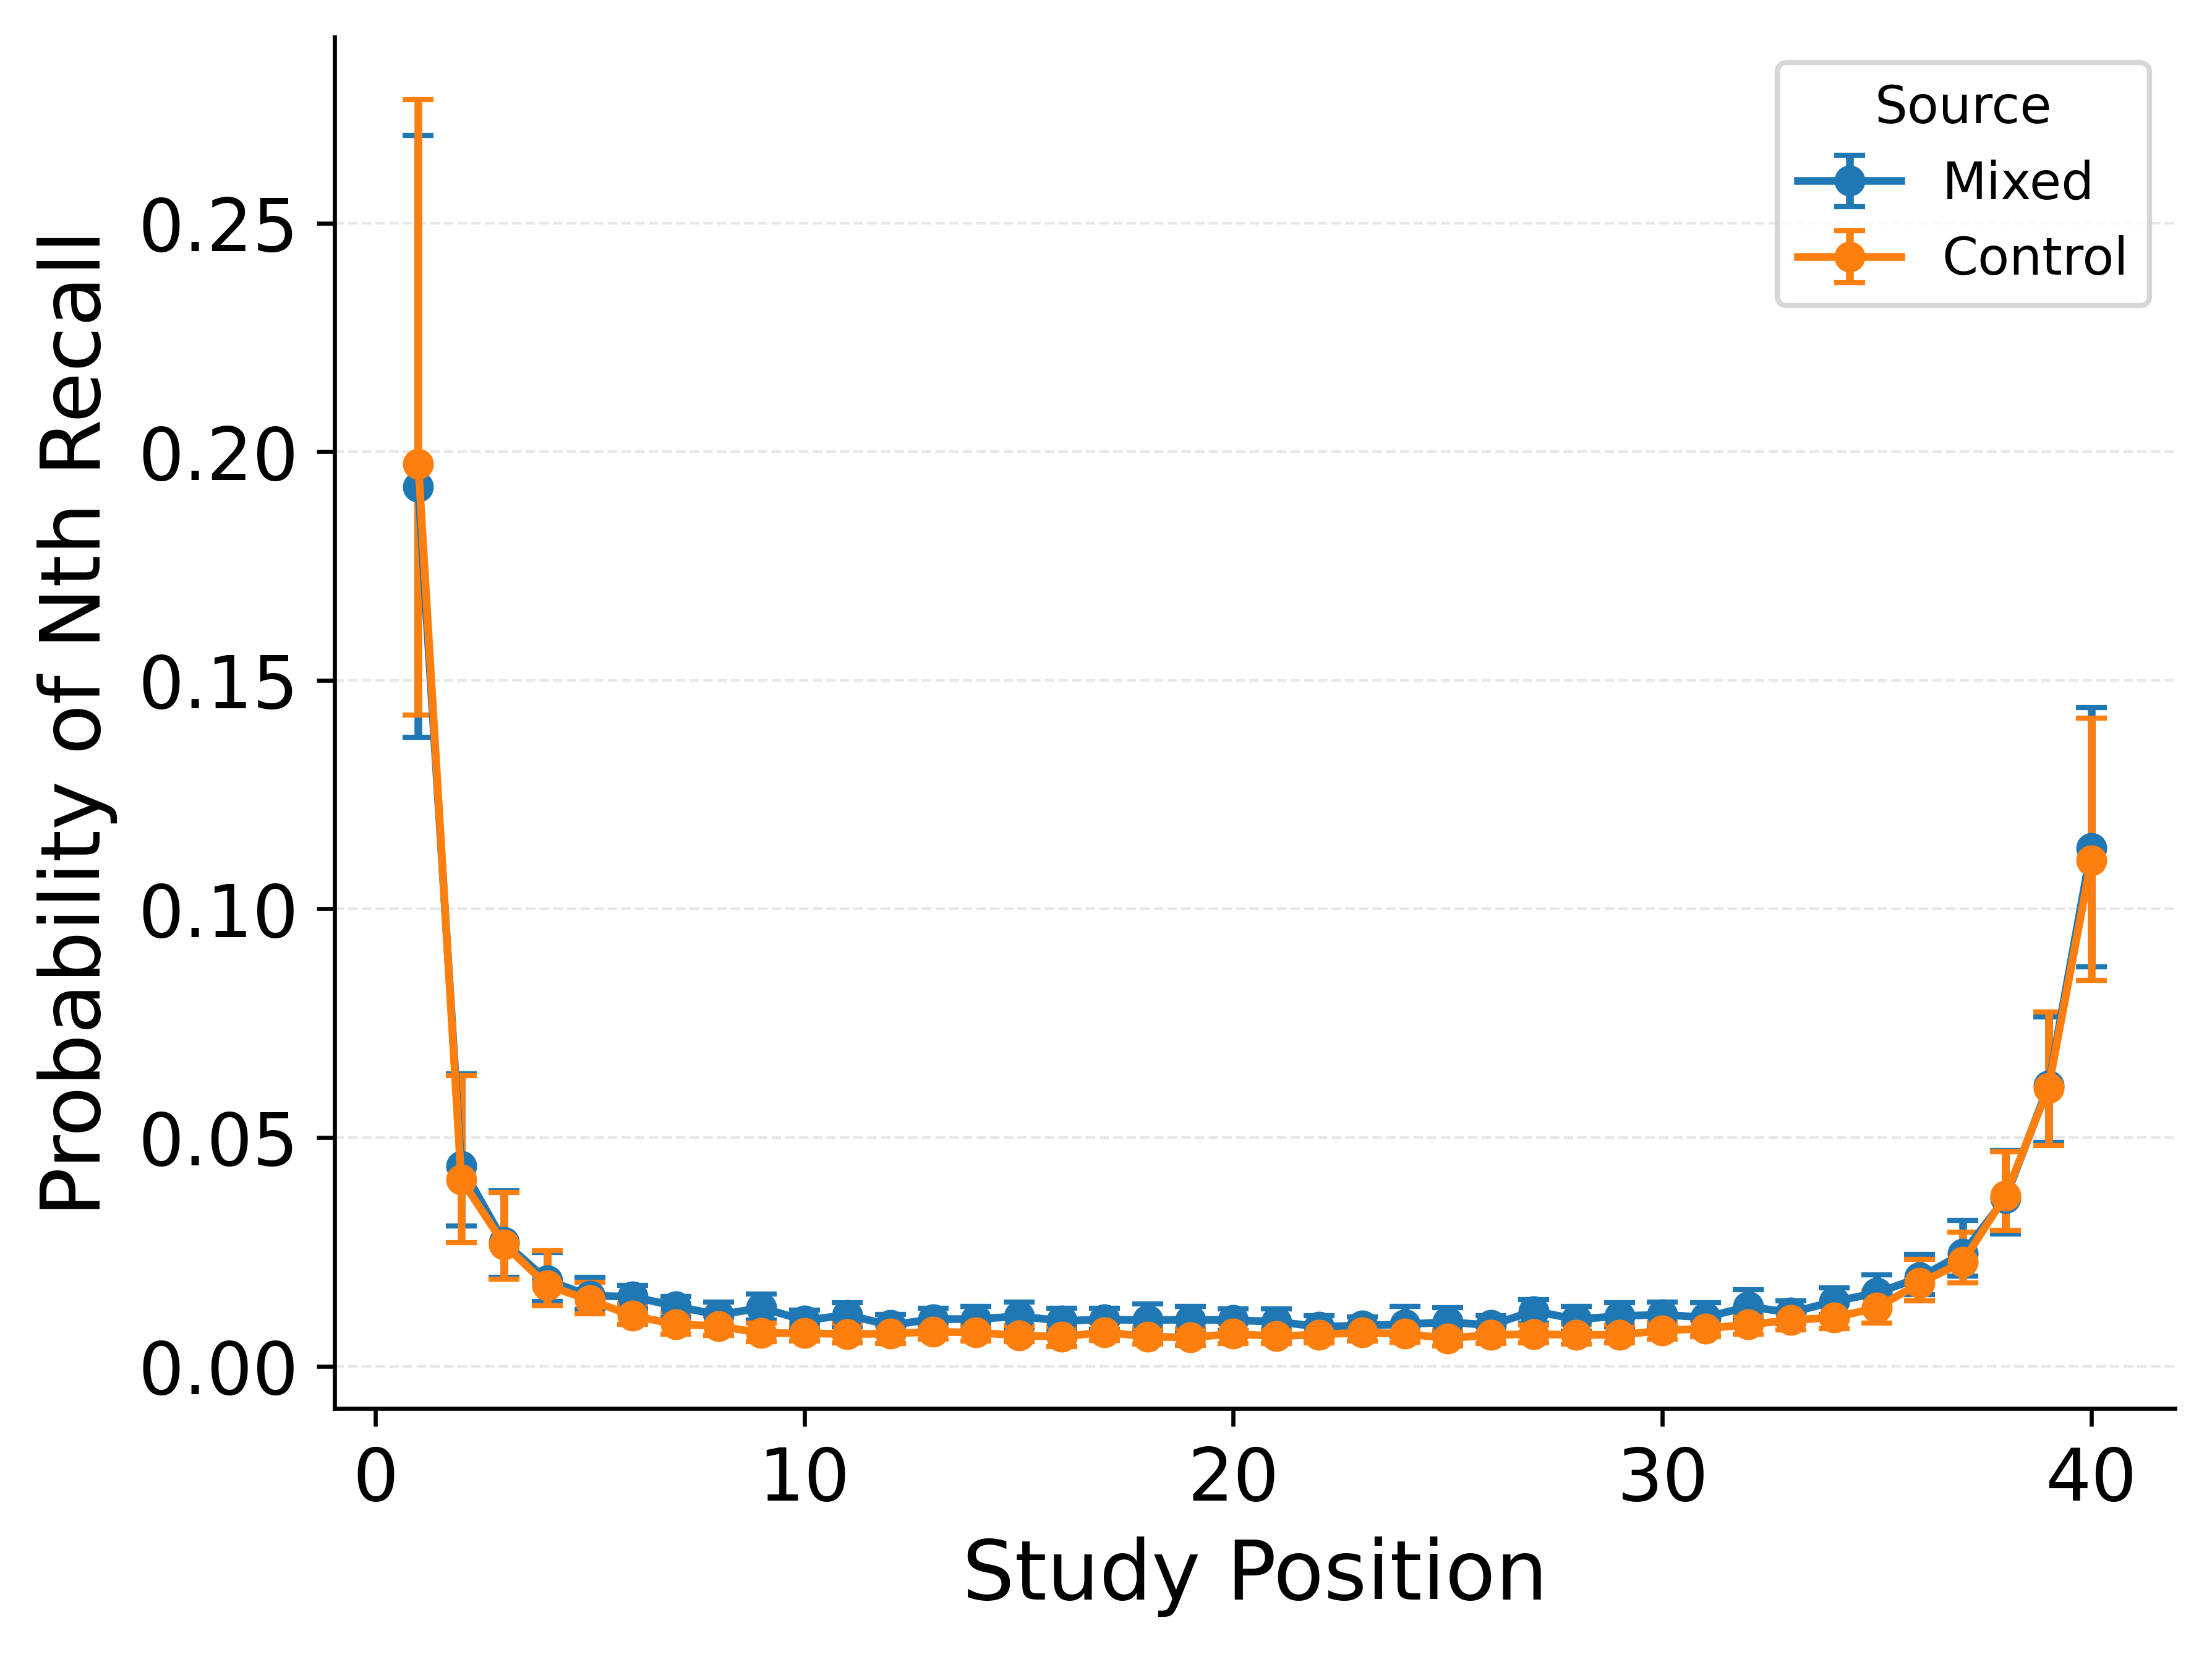 Probability of Nth Recall
0.25
0.20
0.15
0.10
0.05
0.00
0
10
20
30
40
Study Position
Source
Mixed
Control